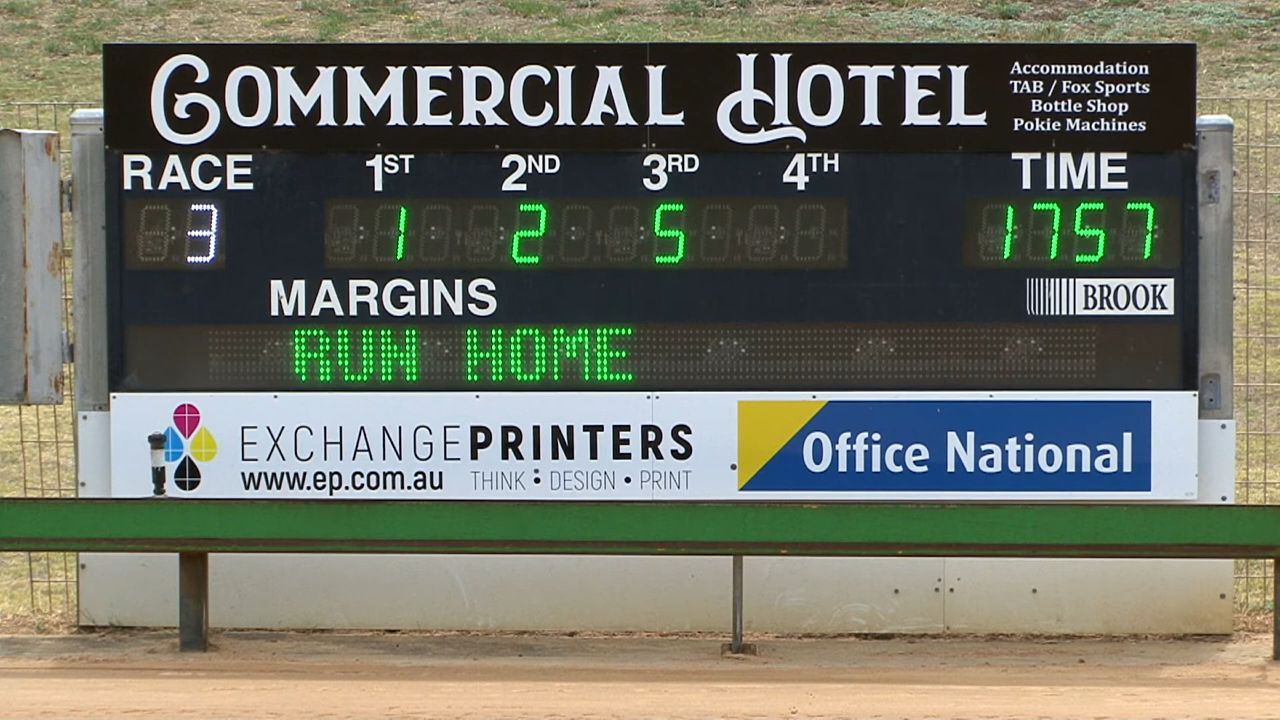 COMMERCIAL HOTEL
Accommodation
TAB / Fox Sports
Bottle Shop
Pokie Machines
RACE 1ST 2ND 3RD 4TH TIME
3 1 2 5 1757
MARGINS
BROOK
RUN HOME
EXCHANGEPRINTERS
www.ep.com.au THINK • DESIGN • PRINT
Office National